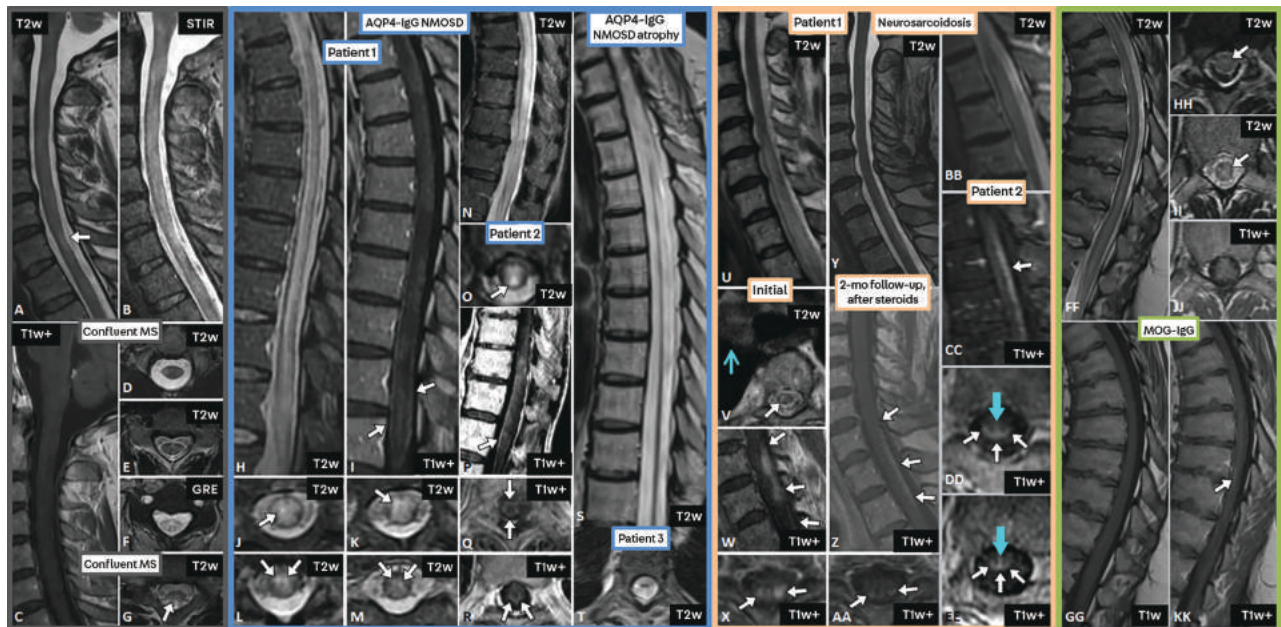 T2w
STIR
A
B
T1w+
Confluent MS
T2w
D
T2w
E
GRE
F
Confluent MS
T2w
C
G
AQP4-IgG NMOSD
T2w
Patient 1
H
T2w
I
T1w+
N
Patient 2
O
T2w
P
T1w+
J
T2w
K
T2w
Q
T1w+
L
T2w
M
T2w
R
T1w+
AQP4-IgG
NMOSD atrophy
S
T2w
Patient 3
T
T2w
Patient 1
Neurosarcoidosis
T2w
T2w
T2w
U
Y
BB
Patient 2
Initial
2-mo follow-up,
after steroids
T2w
V
CC
T1w+
W
T1w+
Z
T1w+
DD
T1w+
X
T1w+
AA
T1w+
EE
T1w+
T2w
T2w
HH
T2w
II
T1w+
FF
JJ
MOG-IgG
GG
T1w
KK
T1w+